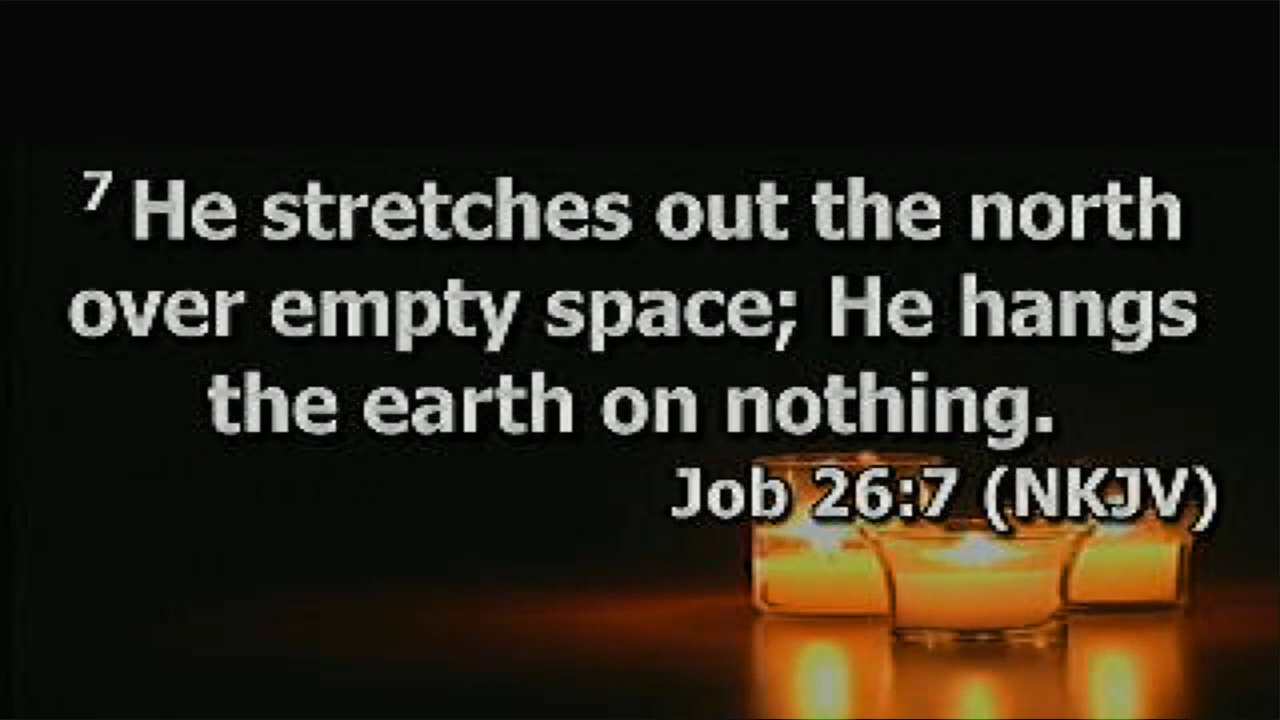 7 He stretches out the north
over empty space; He hangs
the earth on nothing.
Job 26:7 (NKJV)